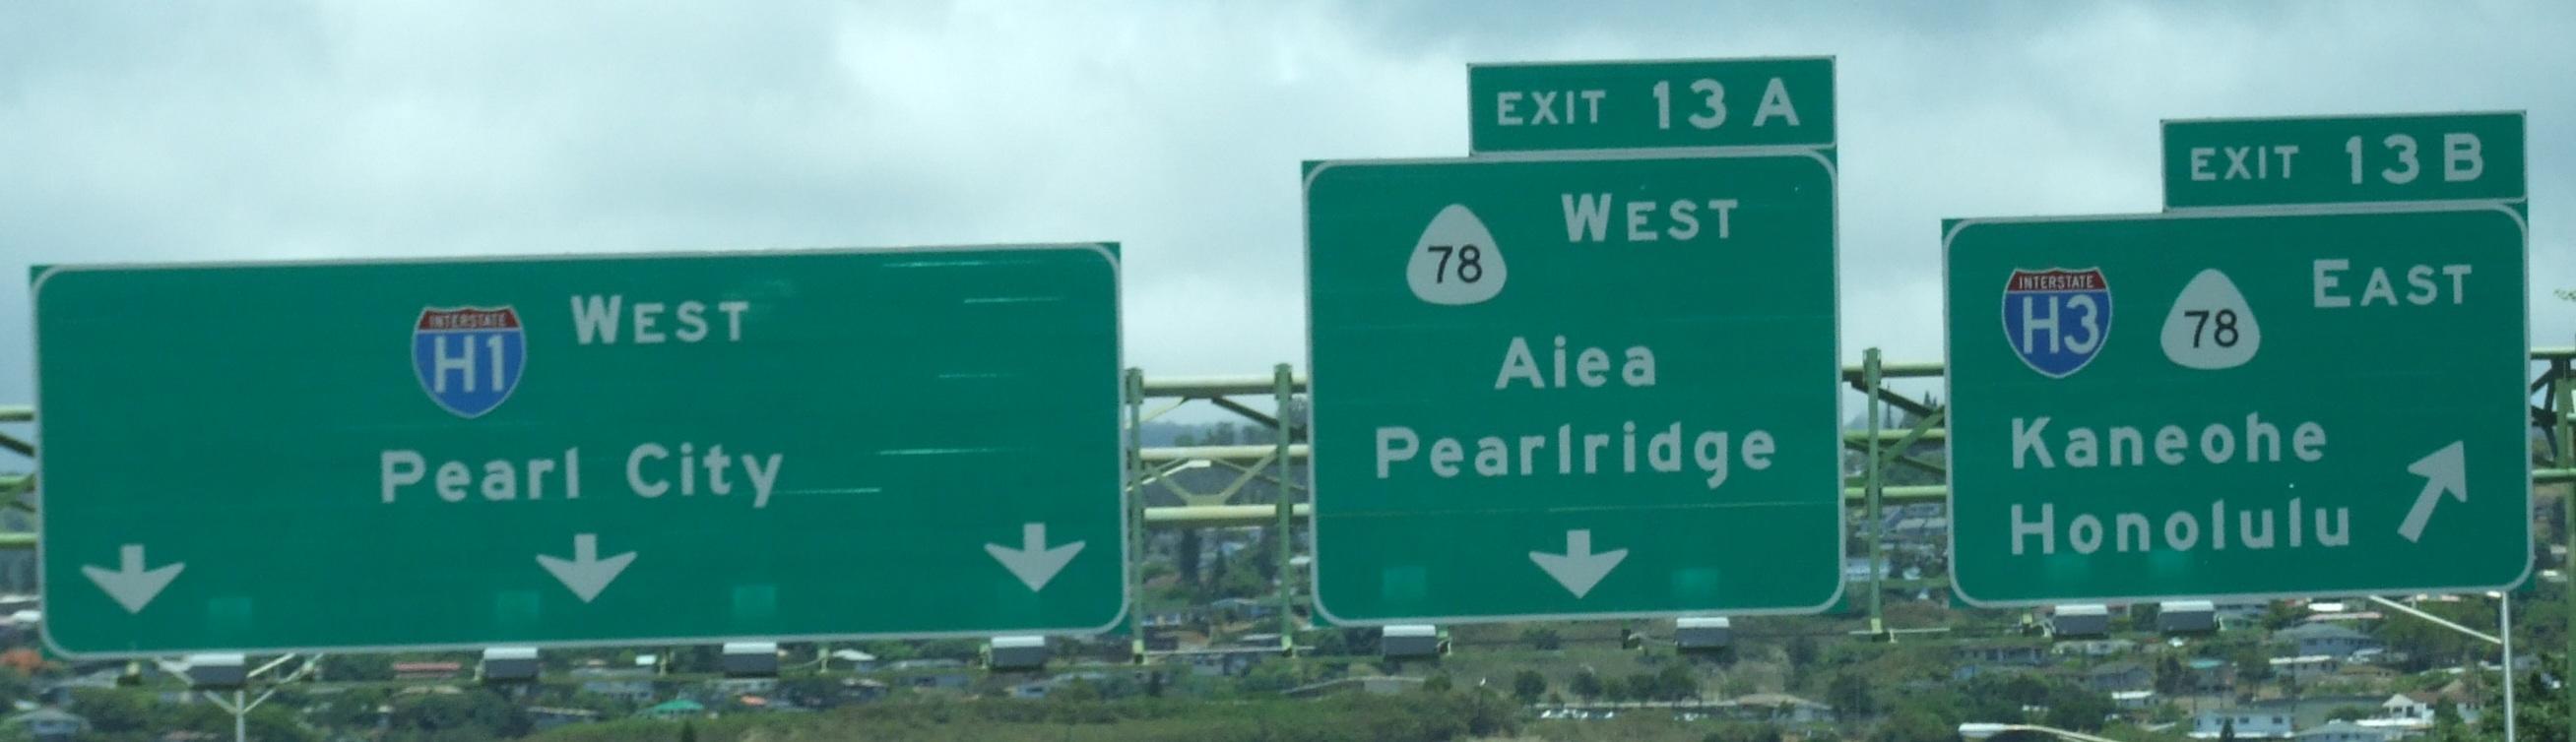 INTERSTATE H1 WEST
Pearl City
EXIT 13 A
78 WEST
Aiea
Pearlridge
EXIT 13 B
INTERSTATE H3 78 EAST
Kaneohe
Honolulu